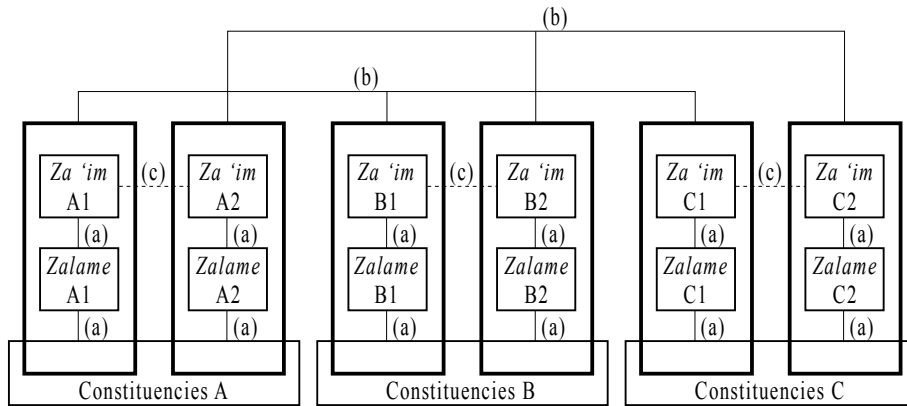 (b)
(b)
Za ‘im (c) Za ‘im Za ‘im (c) Za ‘im Za ‘im (c) Za ‘im
A1 A2 B1 B2 C1 C2
(a) (a) (a) (a) (a) (a)
Zalame Zalame Zalame Zalame Zalame Zalame
A1 A2 B1 B2 C1 C2
(a) (a) (a) (a) (a) (a)
Constituencies A Constituencies B Constituencies C